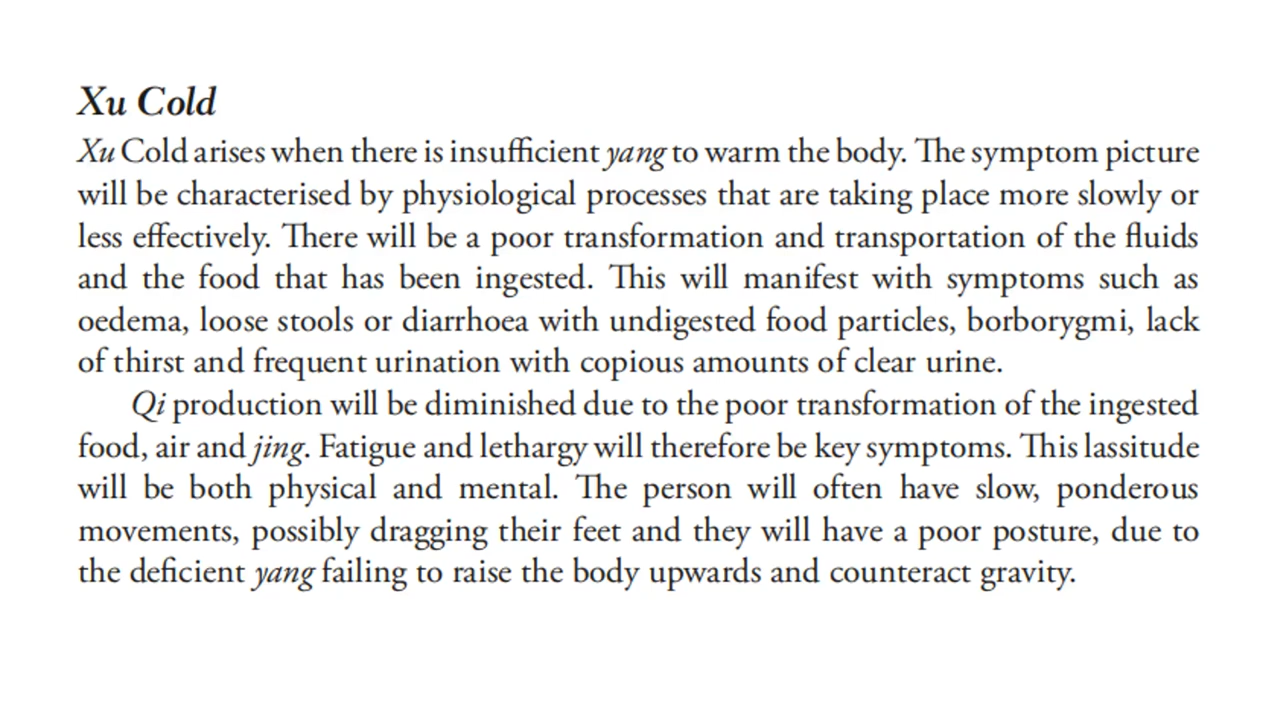 Xu Cold
Xu Cold arises when there is insufficient yang to warm the body. The symptom picture
will be characterised by physiological processes that are taking place more slowly or
less effectively. There will be a poor transformation and transportation of the fluids
and the food that has been ingested. This will manifest with symptoms such as
oedema, loose stools or diarrhoea with undigested food particles, borborygmi, lack
of thirst and frequent urination with copious amounts of clear urine.
Qi production will be diminished due to the poor transformation of the ingested
food, air and jing. Fatigue and lethargy will therefore be key symptoms. This lassitude
will be both physical and mental. The person will often have slow, ponderous
movements, possibly dragging their feet and they will have a poor posture, due to
the deficient yang failing to raise the body upwards and counteract gravity.